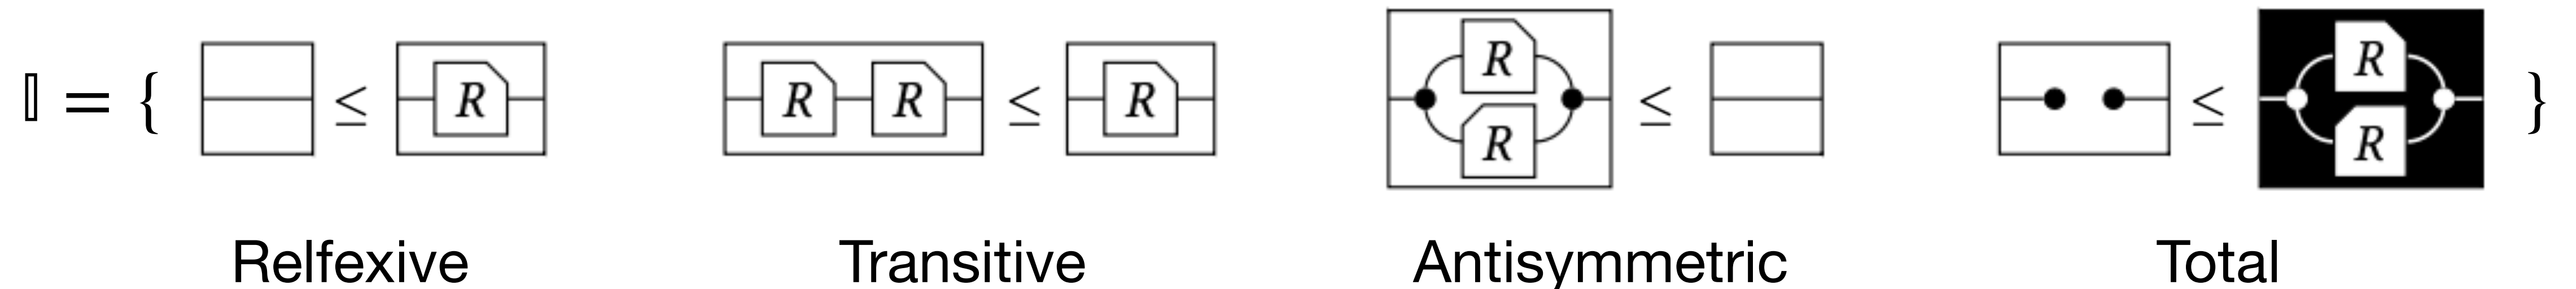 𝕀 = { ≤ R R R ≤ R R R ≤ ≤ R R }
Relfexive Transitive Antisymmetric Total